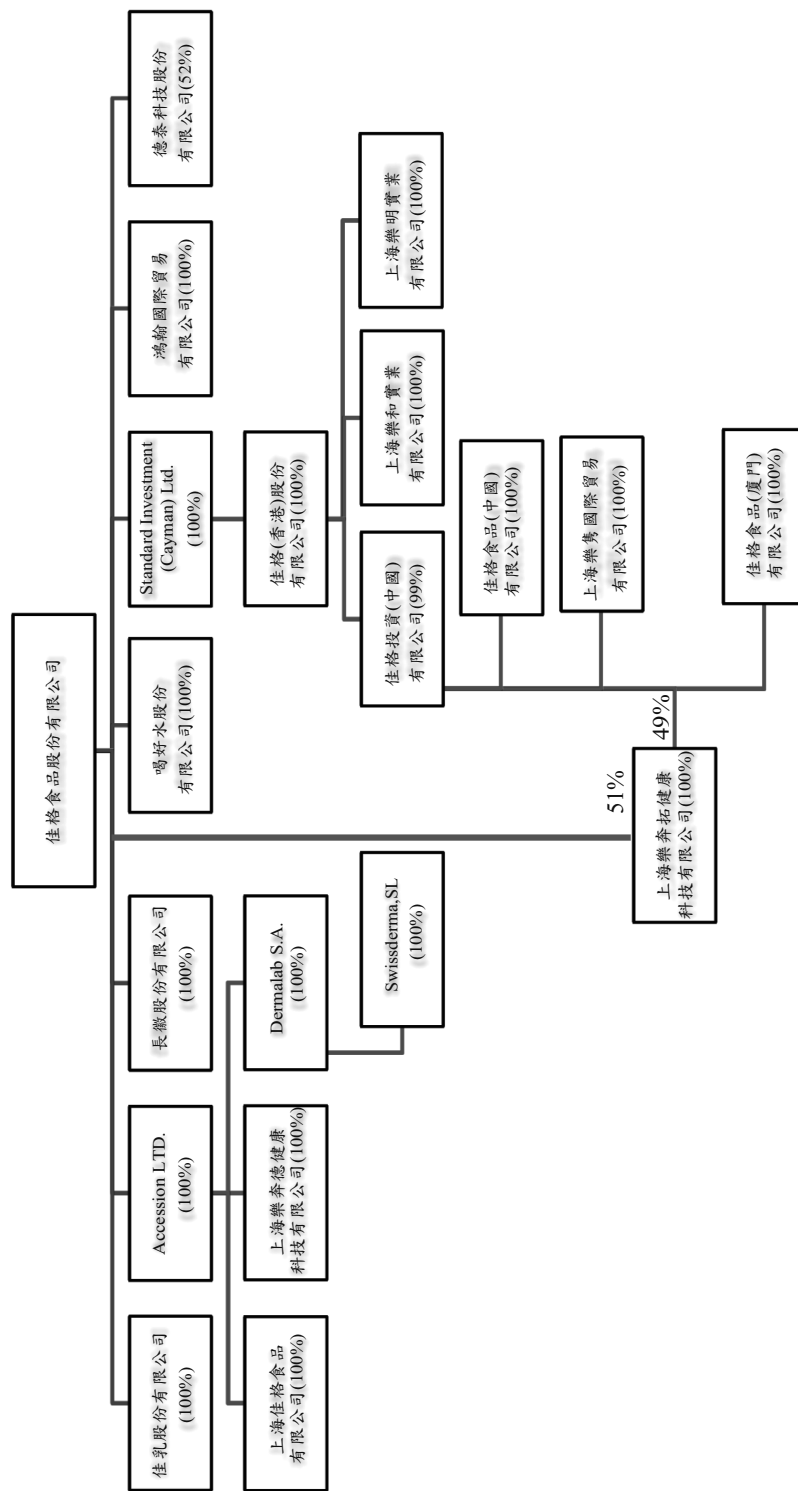 佳格食品股份有限公司
佳乳股份有限公司
(100%)
Accession LTD.
(100%)
長徽股份有限公司
(100%)
喝好水股份
有限公司(100%)
Standard Investment
(Cayman) Ltd.
(100%)
鴻翰國際貿易
有限公司(100%)
德泰科技股份
有限公司(52%)
上海佳格食品
有限公司(100%)
上海樂奔德健康
科技有限公司(100%)
Dermalab S.A.
(100%)
佳格(香港)股份
有限公司(100%)
Swissderma,SL
(100%)
佳格投資(中國)
有限公司(99%)
上海樂和實業
有限公司(100%)
上海樂明實業
有限公司(100%)
佳格食品(中國)
有限公司(100%)
上海樂雋國際貿易
有限公司(100%)
51%
49%
上海樂奔拓健康
科技有限公司(100%)
佳格食品(廈門)
有限公司(100%)